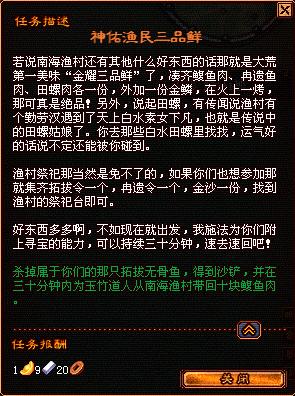 任务描述
神佑渔民三品鲜
若说南海渔村还有其他什么好东西的话那就是大荒
第一美味“金耀三品鲜”了，凑齐鲮鱼肉、冉遗鱼
肉、田螺肉各一份，外加一份金鳞，在火上一烤，
那可真是绝品！另外，说起田螺，有传闻说渔村有
个勤劳汉遇到了天上白水素女下凡，也就是传说中
的田螺姑娘了。你去那些白水田螺里找找，运气好
的话说不定还能被你碰到。
渔村祭祀那当然是免不了的，如果你们也想参加那
就集齐拓拔令一个，冉遗令一个，金沙一份，找到
渔村的祭祀台即可。
好东西多多啊，不如现在就出发，我施法为你们附
上寻宝的能力，可以持续三十分钟，速去速回吧！
杀掉属于你们的那只拓拔无骨鱼，得到沙铲，并在
三十分钟内为玉竹道人从南海渔村带回十块鲮鱼肉
。
任务报酬
1 9 20
关闭